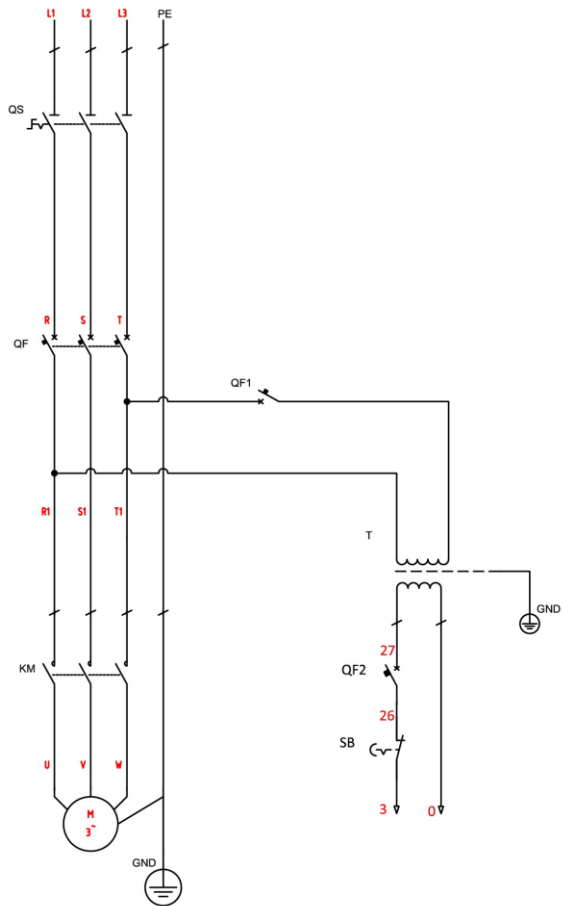 L1 L2 L3 PE
QS
R S T
QF
QF1
R1 S1 T1
T
GND
27
KM
QF2
26
SB
U V W
3 0
M
3~
GND